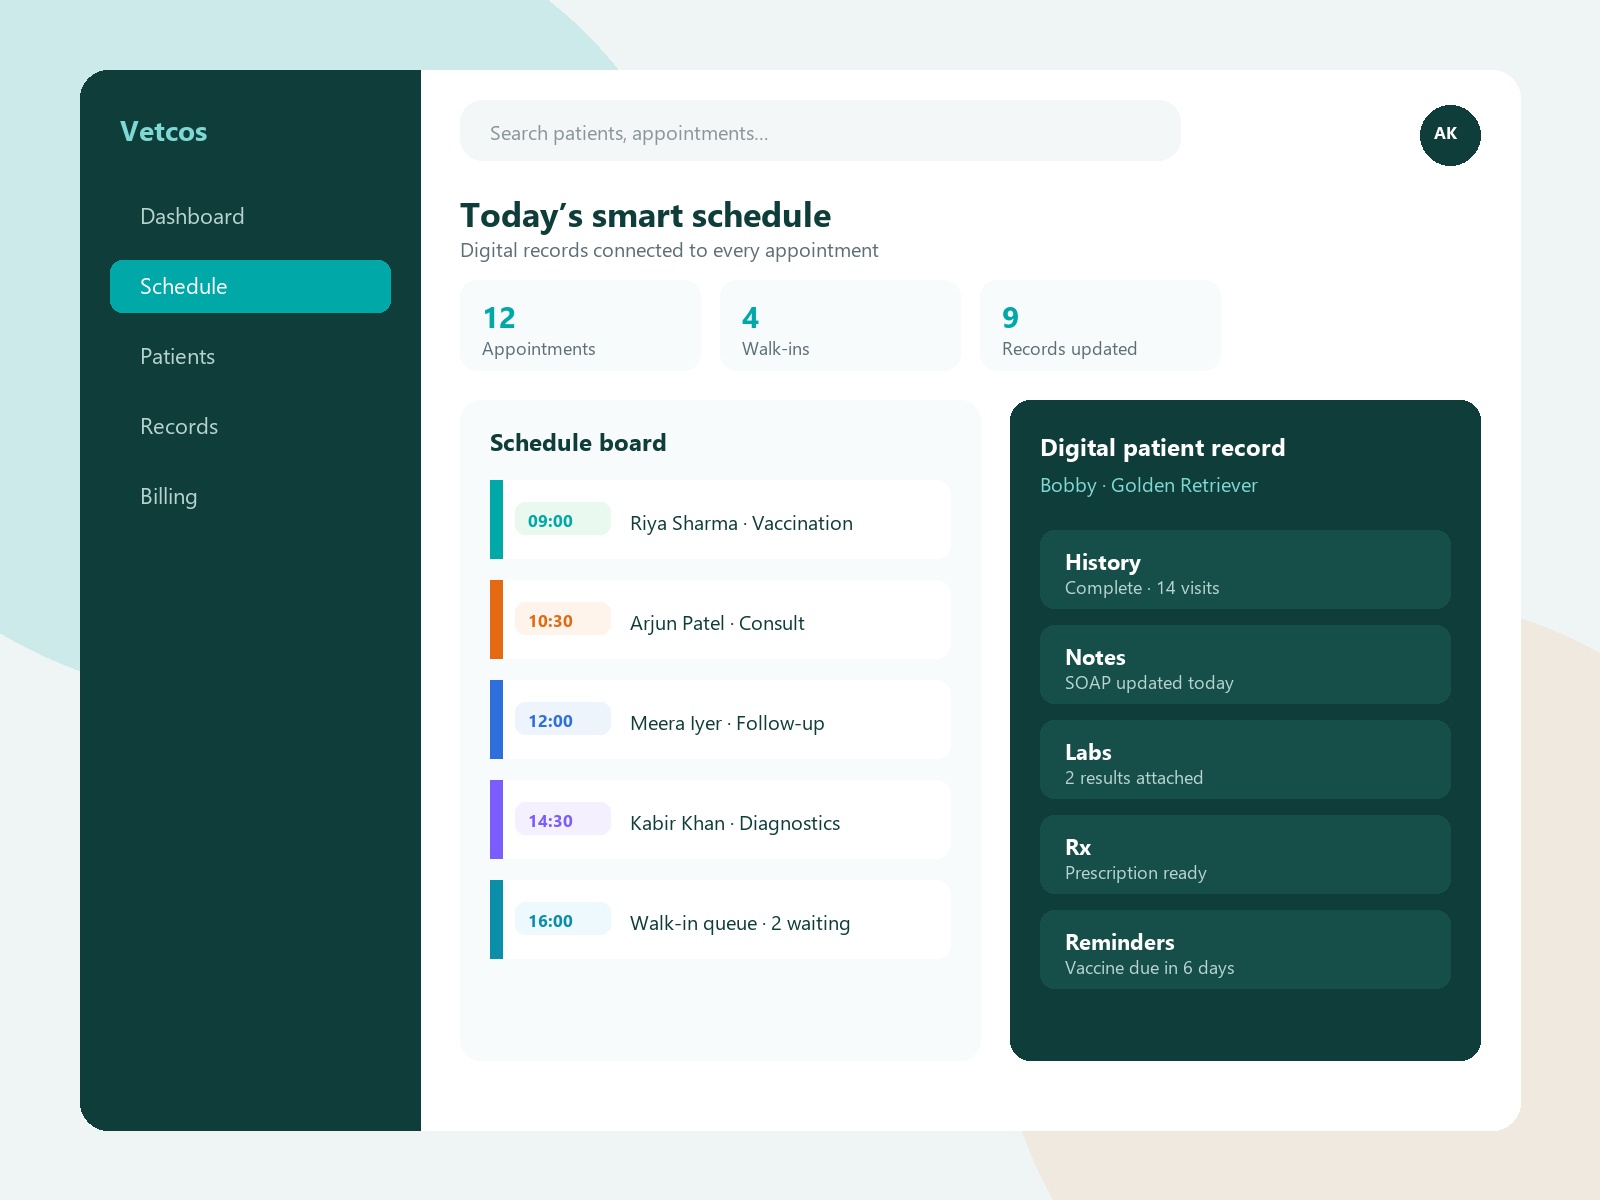 Vetcos
Dashboard
Schedule
Patients
Records
Billing
Search patients, appointments...
AK
Today’s smart schedule
Digital records connected to every appointment
12
Appointments
4
Walk-ins
9
Records updated
Schedule board
09:00 Riya Sharma · Vaccination
10:30 Arjun Patel · Consult
12:00 Meera Iyer · Follow-up
14:30 Kabir Khan · Diagnostics
16:00 Walk-in queue · 2 waiting
Digital patient record
Bobby · Golden Retriever
History
Complete · 14 visits
Notes
SOAP updated today
Labs
2 results attached
Rx
Prescription ready
Reminders
Vaccine due in 6 days